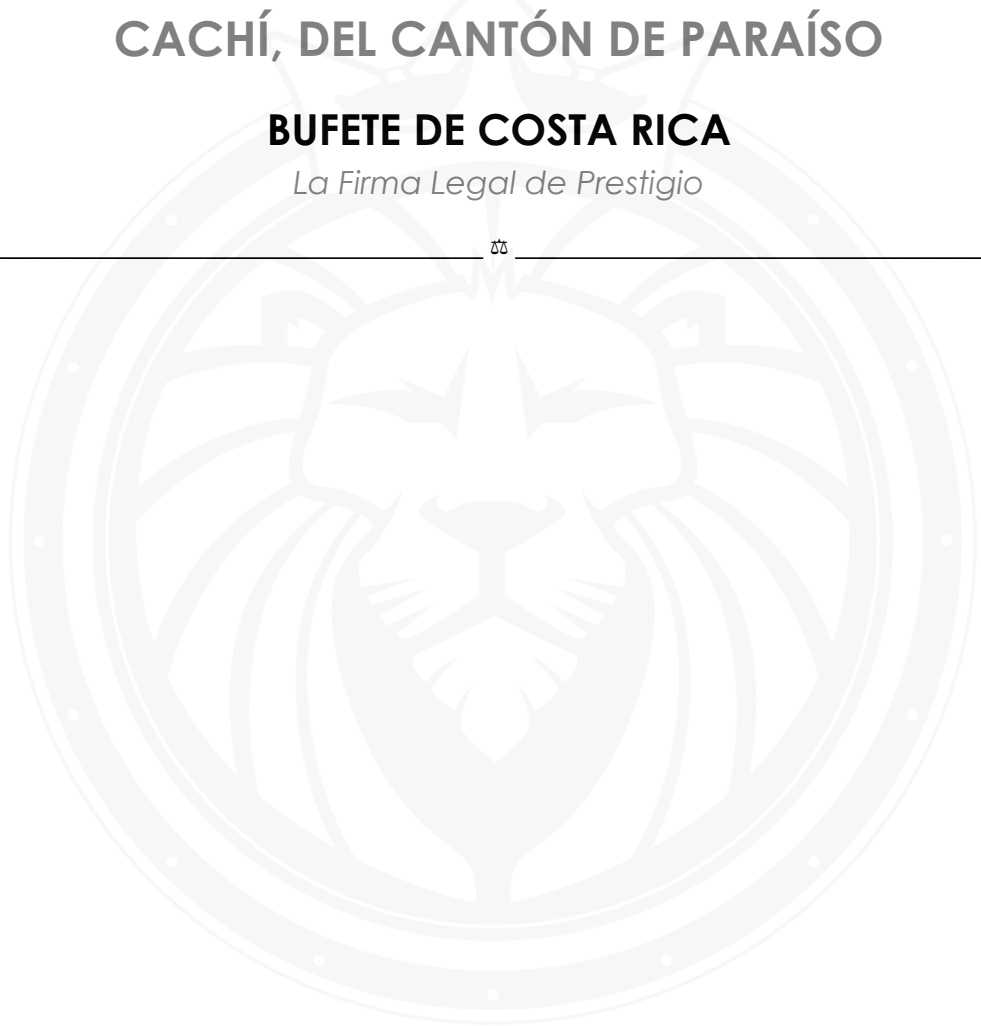 CACHÍ, DEL CANTÓN DE PARAÍSO
BUFETE DE COSTA RICA
La Firma Legal de Prestigio